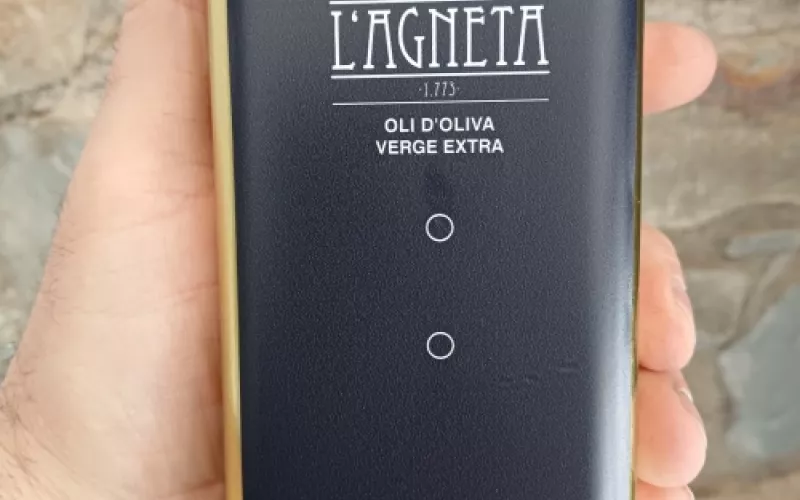 L'AGNETA
·1.773·
OLI D'OLIVA
VERGE EXTRA